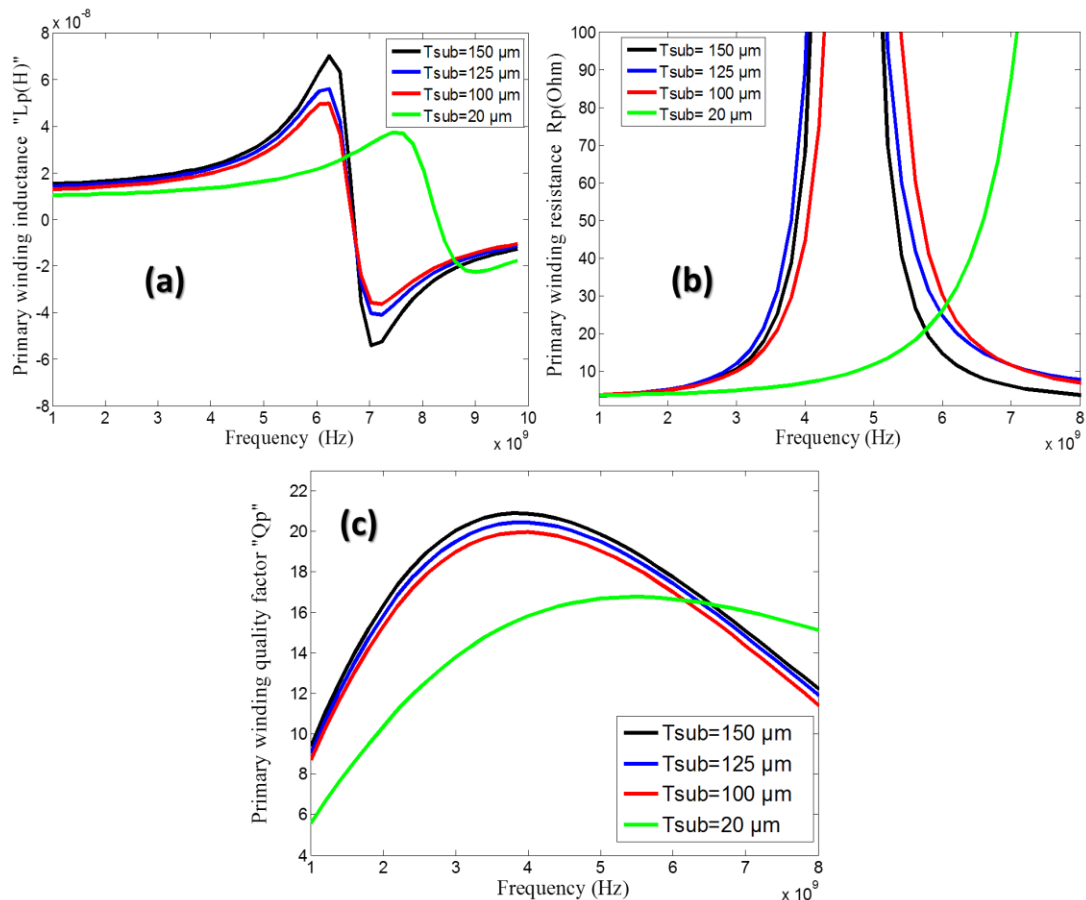 x 10⁻⁸
8
6
4
2
0
-2
-4
-6
-8
Primary winding inductance "Lp(H)"
Tsub=150 µm
Tsub=125 µm
Tsub=100 µm
Tsub=20 µm
(a)
1 2 3 4 5 6 7 8 9 10
Frequency (Hz)
x 10⁹
100
90
80
70
60
50
40
30
20
10
Primary winding resistance Rp(Ohm)
Tsub= 150 µm
Tsub= 125 µm
Tsub= 100 µm
Tsub= 20 µm
(b)
1 2 3 4 5 6 7 8
Frequency (Hz)
x 10⁹
22
20
18
16
14
12
10
8
6
4
Primary winding quality factor "Qp"
(c)
Tsub=150 µm
Tsub=125 µm
Tsub=100 µm
Tsub=20 µm
1 2 3 4 5 6 7 8
Frequency (Hz)
x 10⁹